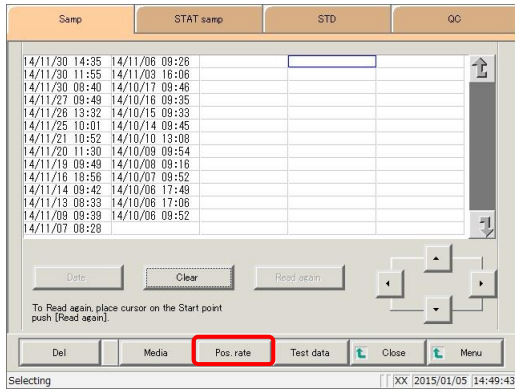 Samp STAT samp STD QC
14/11/30 14:35 14/11/06 09:26
14/11/30 11:55 14/11/03 16:06
14/11/30 08:40 14/10/17 09:46
14/11/27 09:49 14/10/16 09:35
14/11/26 13:32 14/10/15 09:33
14/11/25 10:01 14/10/14 09:45
14/11/21 10:52 14/10/10 13:08
14/11/20 11:30 14/10/09 09:54
14/11/19 09:49 14/10/08 09:16
14/11/16 18:56 14/10/07 09:52
14/11/14 09:42 14/10/06 17:49
14/11/13 08:33 14/10/06 17:06
14/11/09 09:39 14/10/06 09:52
14/11/07 08:28
Date Clear Read again
To Read again, place cursor on the Start point
push [Read again].
Del Media Pos. rate Test data Close Menu
Selecting XX 2015/01/05 14:49:43